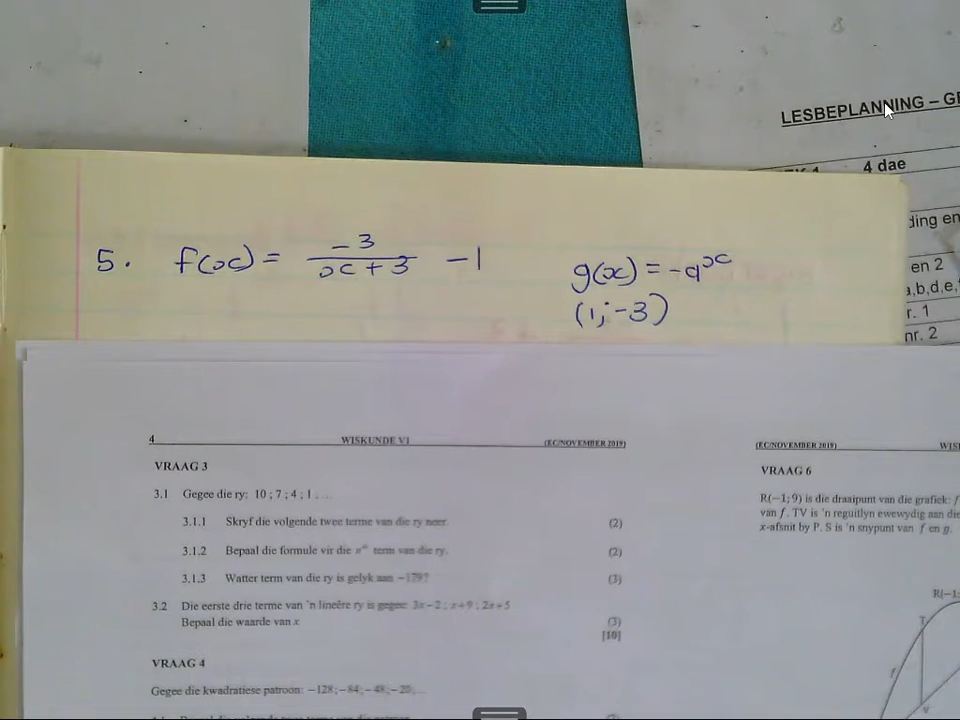 LESBEPLANNING – G
4 dae
ding en
en 2
a,b,d,e,
r. 1
nr. 2
5. f(x) = -3/(x+3) -1
g(x) = -a^x
(1;-3)
4 WISKUNDE V1 (EC/NOVEMBER 2019)
VRAAG 3
3.1 Gegee die ry: 10 ; 7 ; 4 ; 1 ...
3.1.1 Skryf die volgende twee terme van die ry neer. (2)
3.1.2 Bepaal die formule vir die nde term van die ry. (2)
3.1.3 Watter term van die ry is gelyk aan −179? (3)
3.2 Die eerste drie terme van 'n lineêre ry is gegee: 3x−2 ; x+9 ; 2x+5
Bepaal die waarde van x (3)
[10]
VRAAG 4
Gegee die kwadratiese patroon: −128; −84; −48; −20; ...
(EC/NOVEMBER 2019) WIS
VRAAG 6
R(−1; 9) is die draaipunt van die grafiek: f
van f. TV is 'n reguitlyn ewewydig aan die
x-afsnit by P. S is 'n snypunt van f en g.
R(−1;
T
f
V